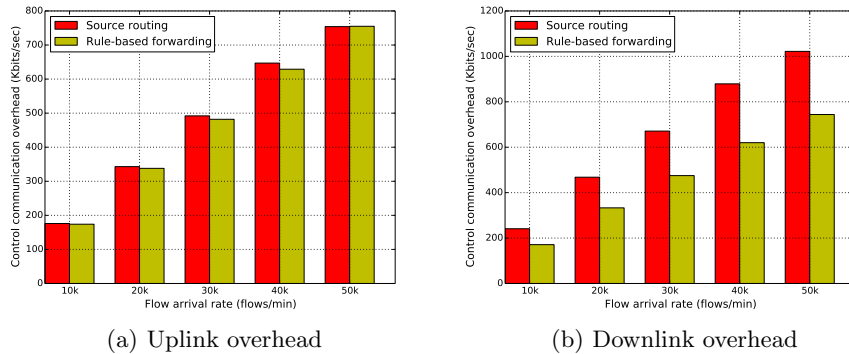 800
700
600
500
400
300
200
100
0
Control communication overhead (Kbits/sec)
Source routing
Rule-based forwarding
10k
20k
30k
40k
50k
Flow arrival rate (flows/min)
(a) Uplink overhead
1200
1000
800
600
400
200
0
Control communication overhead (Kbits/sec)
Source routing
Rule-based forwarding
10k
20k
30k
40k
50k
Flow arrival rate (flows/min)
(b) Downlink overhead